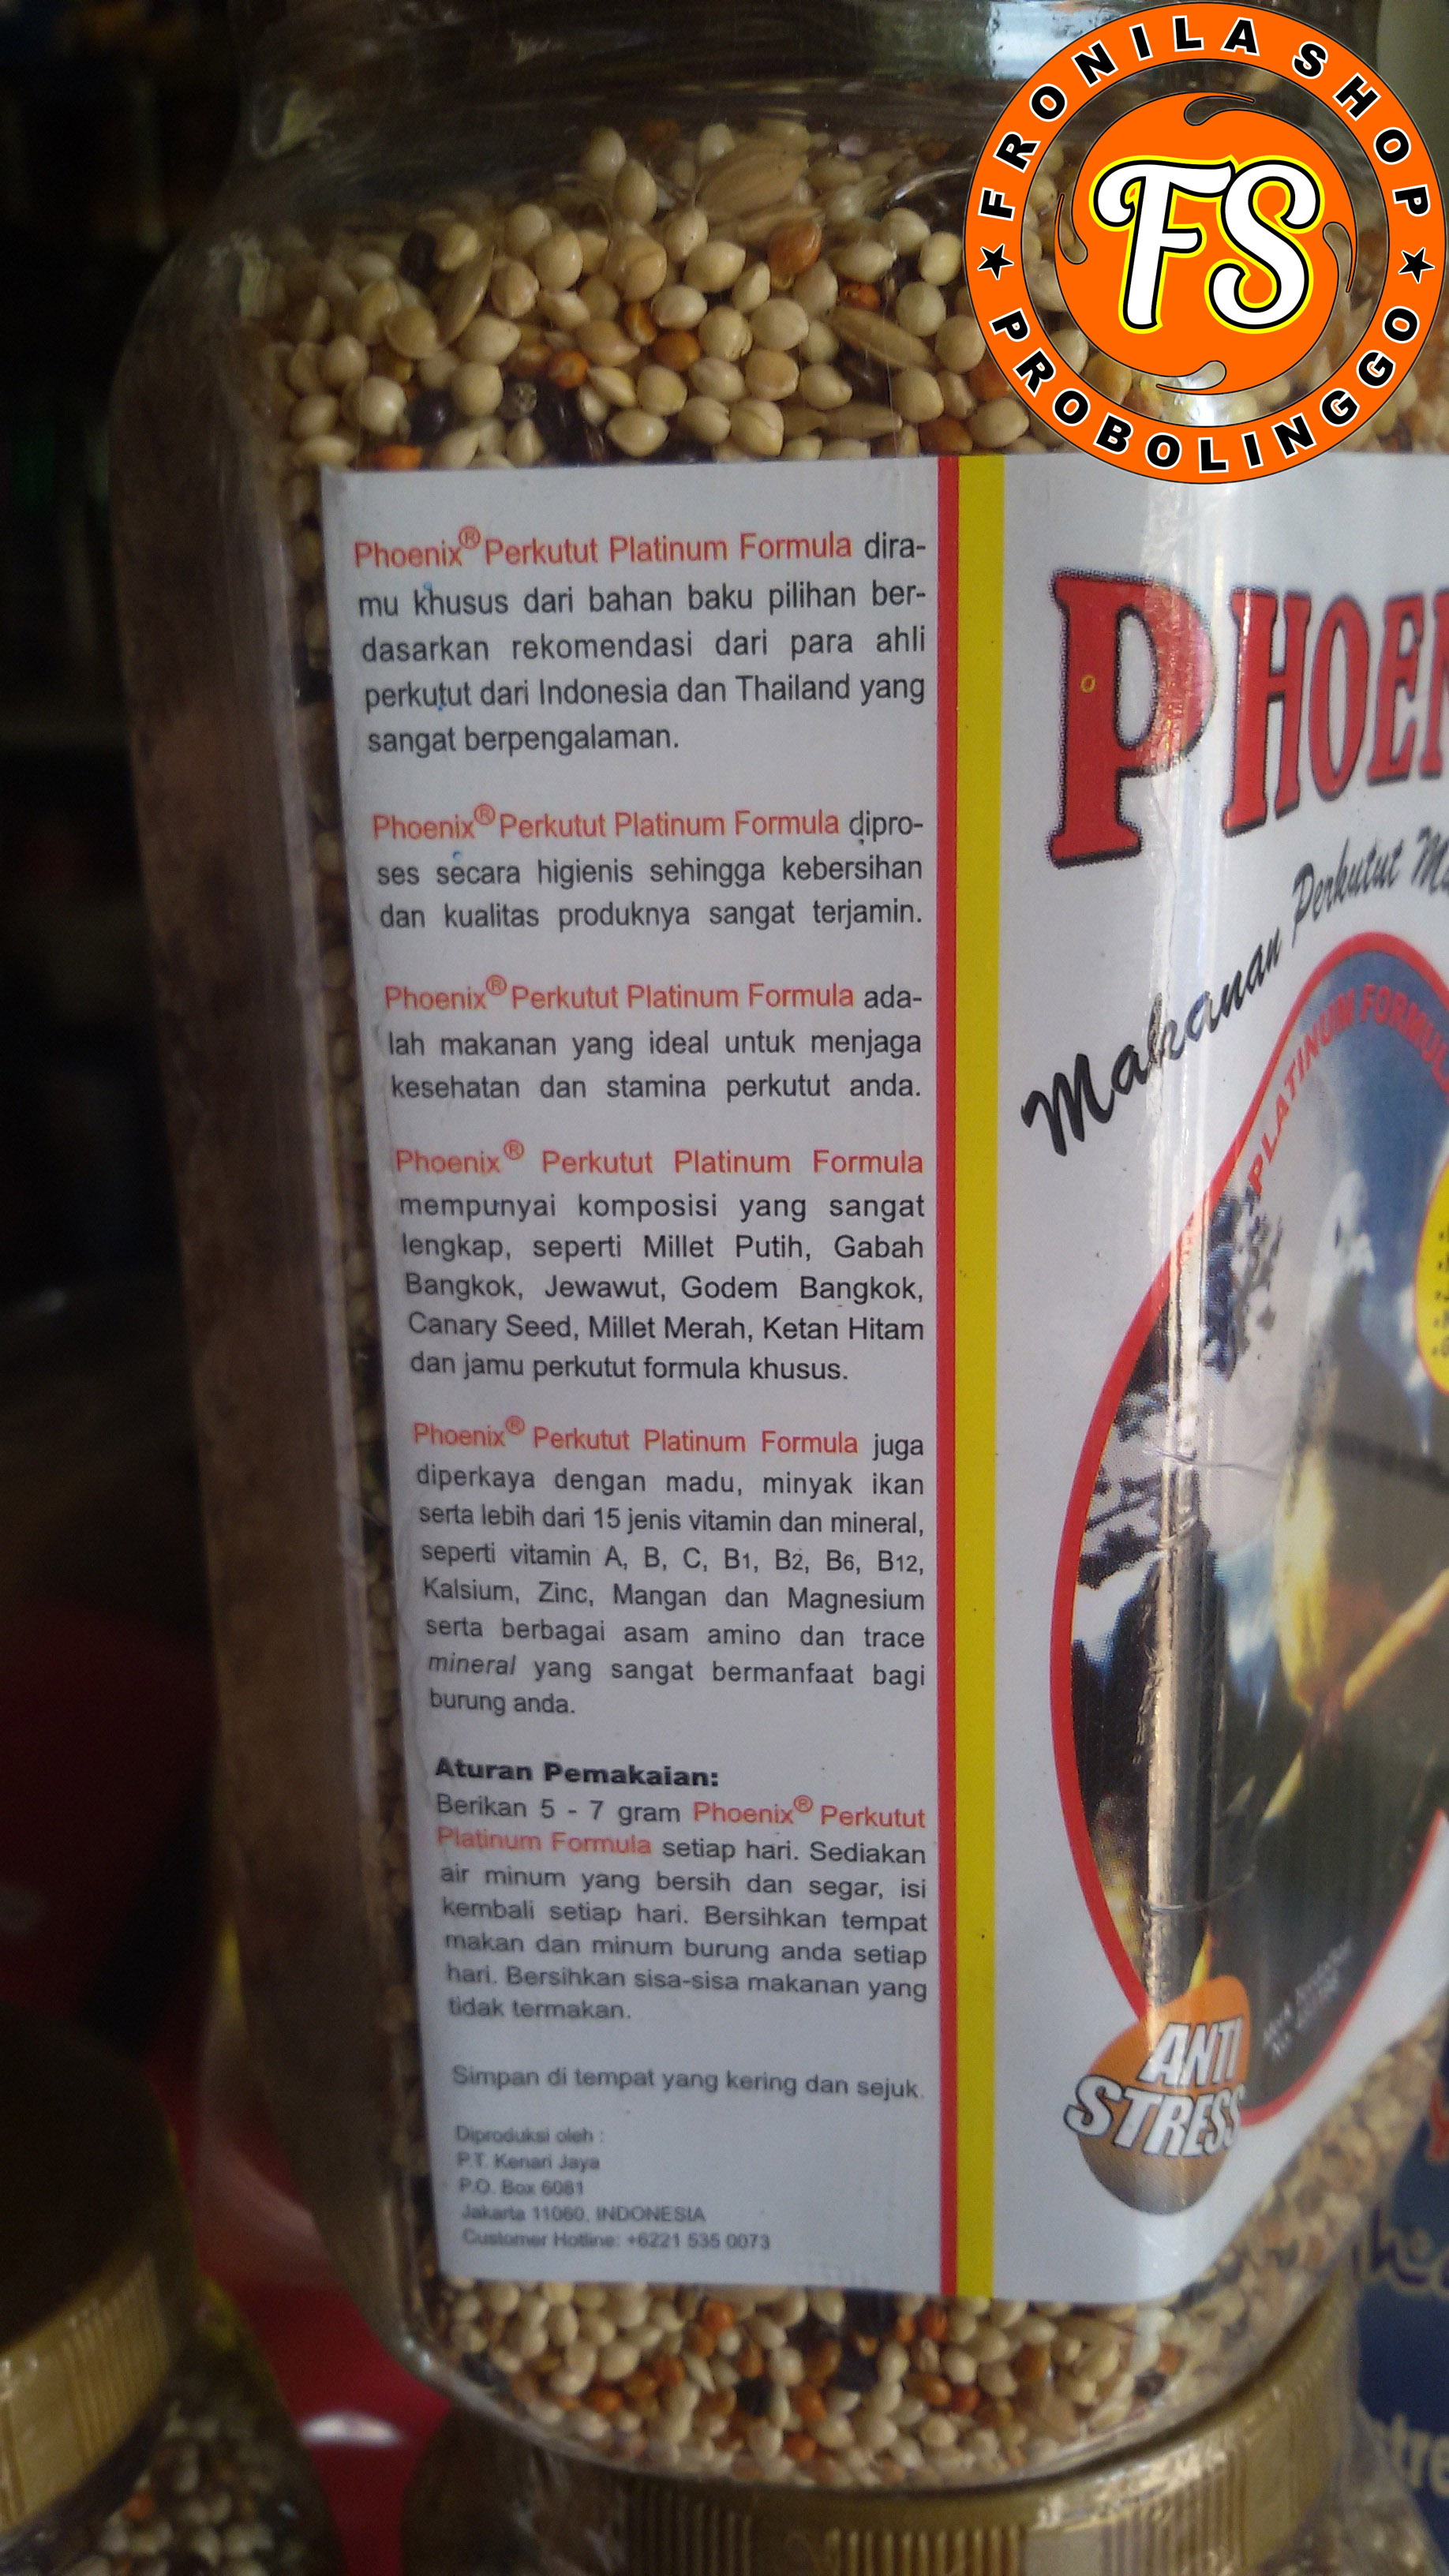 FRONILA SHOP
FS
★ PROBOLINGGO ★
Phoenix® Perkutut Platinum Formula dira-
mu khusus dari bahan baku pilihan ber-
dasarkan rekomendasi dari para ahli
perkutut dari Indonesia dan Thailand yang
sangat berpengalaman.
Phoenix® Perkutut Platinum Formula dipro-
ses secara higienis sehingga kebersihan
dan kualitas produknya sangat terjamin.
Phoenix® Perkutut Platinum Formula ada-
lah makanan yang ideal untuk menjaga
kesehatan dan stamina perkutut anda.
Phoenix® Perkutut Platinum Formula
mempunyai komposisi yang sangat
lengkap, seperti Millet Putih, Gabah
Bangkok, Jewawut, Godem Bangkok,
Canary Seed, Millet Merah, Ketan Hitam
dan jamu perkutut formula khusus.
Phoenix® Perkutut Platinum Formula juga
diperkaya dengan madu, minyak ikan
serta lebih dari 15 jenis vitamin dan mineral,
seperti vitamin A, B, C, B1, B2, B6, B12,
Kalsium, Zinc, Mangan dan Magnesium
serta berbagai asam amino dan trace
mineral yang sangat bermanfaat bagi
burung anda.
Aturan Pemakaian:
Berikan 5 - 7 gram Phoenix® Perkutut
Platinum Formula setiap hari. Sediakan
air minum yang bersih dan segar, isi
kembali setiap hari. Bersihkan tempat
makan dan minum burung anda setiap
hari. Bersihkan sisa-sisa makanan yang
tidak termakan.
Simpan di tempat yang kering dan sejuk.
Diproduksi oleh :
P.T. Kenari Jaya
P.O. Box 6081
Jakarta 11060, INDONESIA
Customer Hotline: +6221 535 0073
PHOEN
Makanan Perkutut
PLATINUM FORMUL
ANTI
STRESS